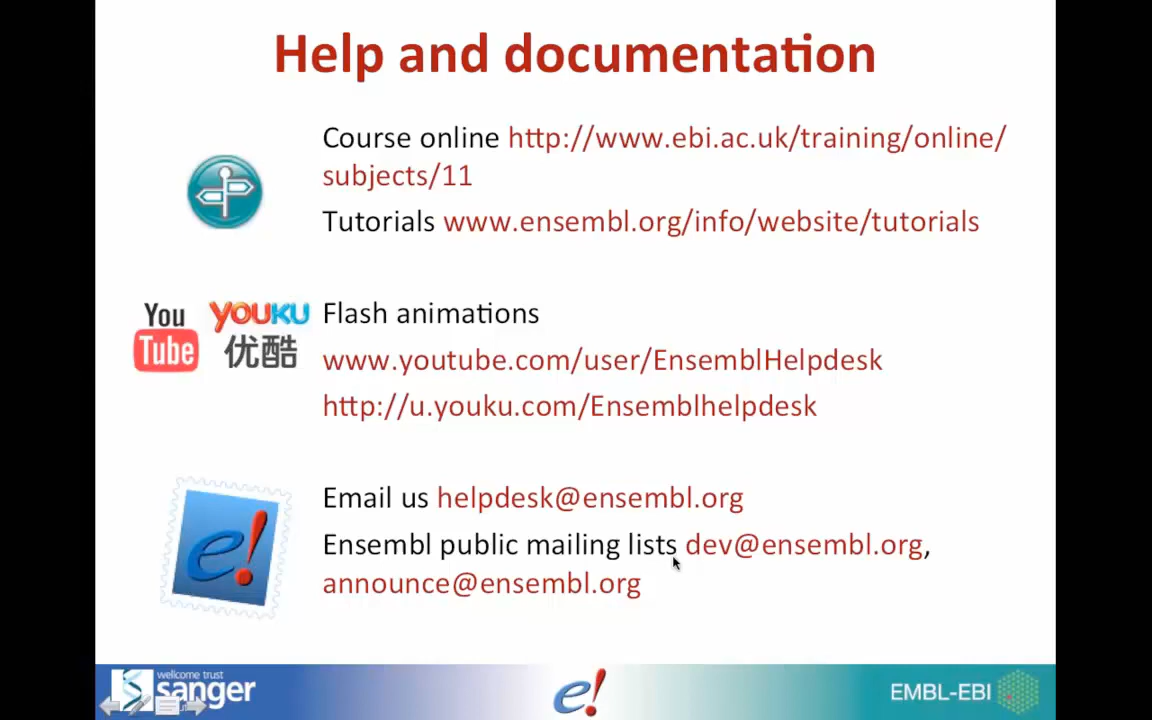 Help and documentation
Course online http://www.ebi.ac.uk/training/online/
subjects/11
Tutorials www.ensembl.org/info/website/tutorials
You
Tube
YOUKU
优酷
Flash animations
www.youtube.com/user/EnsemblHelpdesk
http://u.youku.com/Ensemblhelpdesk
e!
Email us helpdesk@ensembl.org
Ensembl public mailing lists dev@ensembl.org,
announce@ensembl.org
wellcome trust
sanger
e!
EMBL-EBI